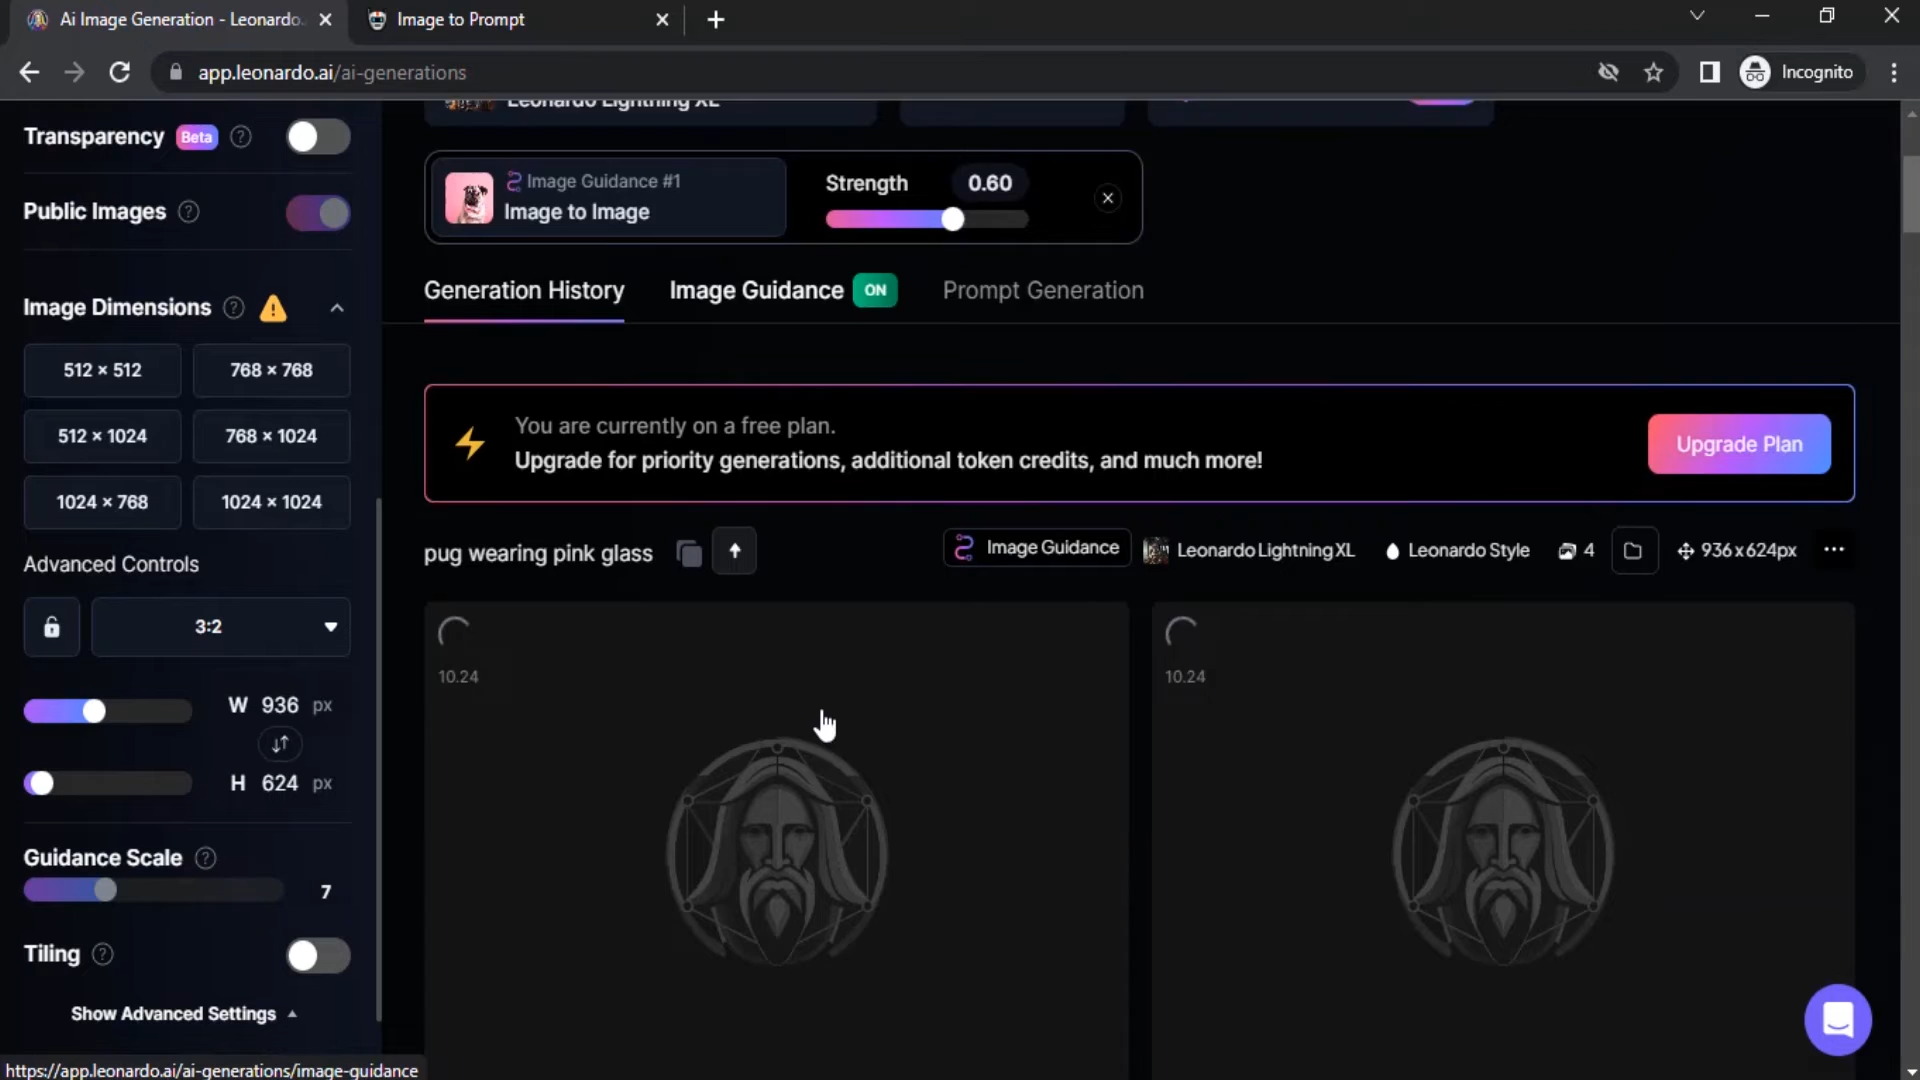 Ai Image Generation - Leonardo.
Image to Prompt
app.leonardo.ai/ai-generations
Incognito
Transparency Beta ?
Public Images ?
Image Dimensions ?
512 × 512
768 × 768
512 × 1024
768 × 1024
1024 × 768
1024 × 1024
Advanced Controls
3:2
W 936 px
H 624 px
Guidance Scale ?
7
Tiling ?
Show Advanced Settings
https://app.leonardo.ai/ai-generations/image-guidance
Leonardo Lightning XL
Image Guidance #1
Image to Image
Strength 0.60
Generation History
Image Guidance ON
Prompt Generation
You are currently on a free plan.
Upgrade for priority generations, additional token credits, and much more!
Upgrade Plan
pug wearing pink glass
Image Guidance
Leonardo Lightning XL
Leonardo Style
4
936x624px
10.24
10.24